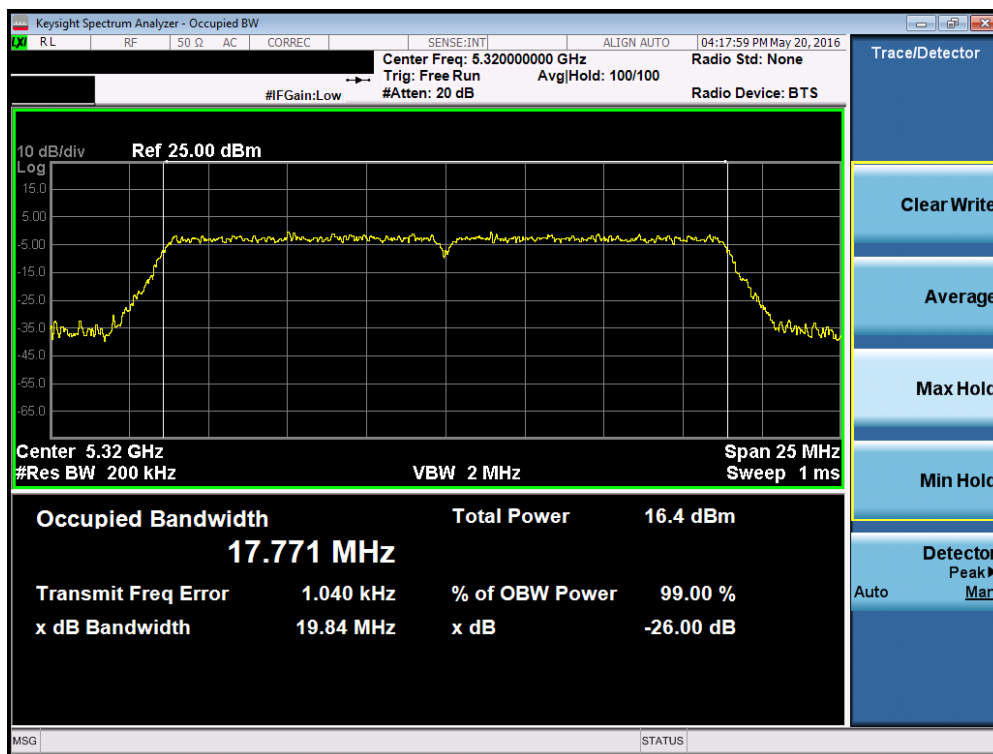 Keysight Spectrum Analyzer - Occupied BW
LXI RL RF 50 Ω AC CORREC SENSE:INT ALIGN AUTO 04:17:59 PM May 20, 2016
Center Freq: 5.320000000 GHz Radio Std: None
Trig: Free Run Avg|Hold: 100/100
#IFGain:Low #Atten: 20 dB Radio Device: BTS
Trace/Detector
10 dB/div Ref 25.00 dBm
Log
15.0
5.00
-5.00
-15.0
-25.0
-35.0
-45.0
-55.0
-65.0
Center 5.32 GHz Span 25 MHz
#Res BW 200 kHz VBW 2 MHz Sweep 1 ms
Occupied Bandwidth Total Power 16.4 dBm
17.771 MHz
Transmit Freq Error 1.040 kHz % of OBW Power 99.00 %
x dB Bandwidth 19.84 MHz x dB -26.00 dB
Clear Write
Average
Max Hold
Min Hold
Detector
Peak
Auto Man
MSG STATUS